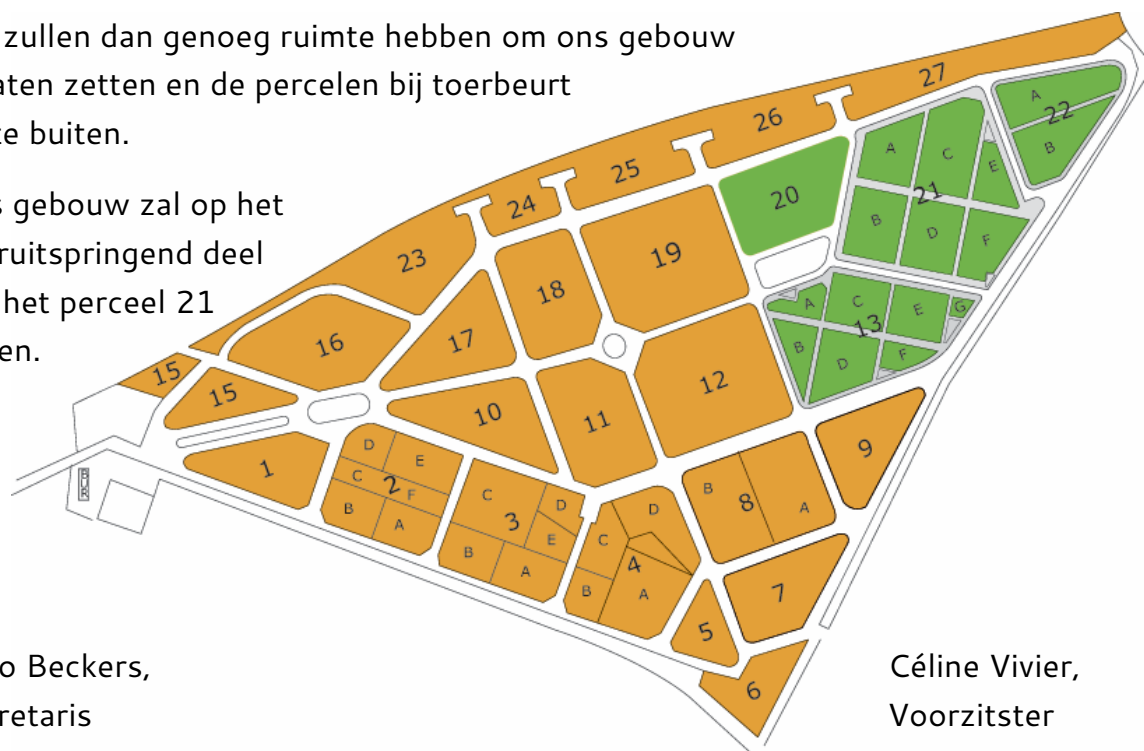 zullen dan genoeg ruimte hebben om ons gebouw
aten zetten en de percelen bij toerbeurt
te buiten.
s gebouw zal op het
ruitspringend deel
het perceel 21
en.
27
A
22
B
26
A
C
E
21
B
D
F
25
20
24
23
19
18
A
C
E
G
13
B
D
F
17
16
15
15
12
10
11
9
1
D
E
C
2
F
B
A
C
D
3
E
B
A
D
C
4
B
A
B
8
A
7
5
6
BUR
o Beckers,
retaris
Céline Vivier,
Voorzitster